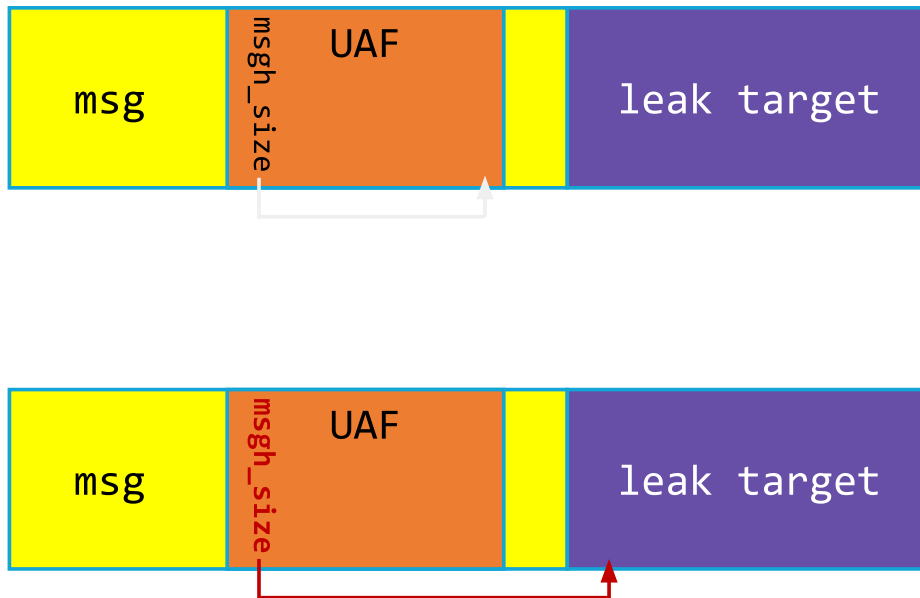 msg
msgh_size
UAF
leak target
msg
msgh_size
UAF
leak target